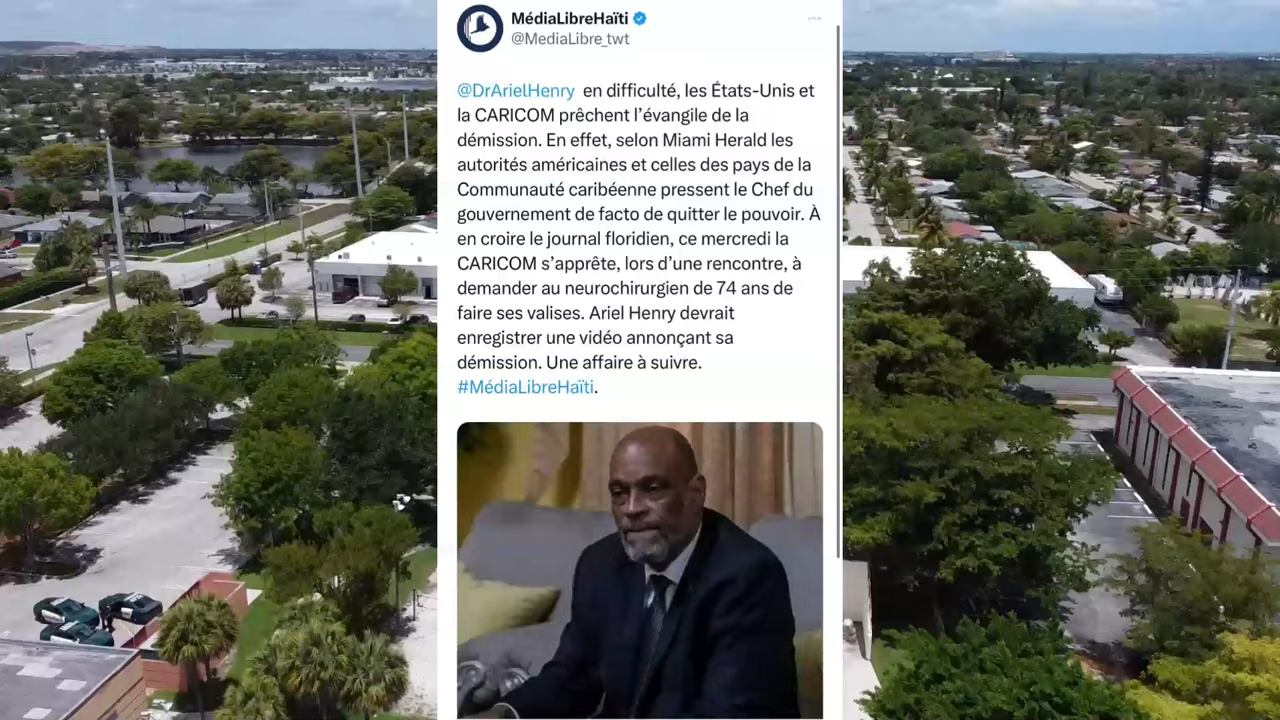 MédiaLibreHaïti
@MediaLibre_twt
@DrArielHenry en difficulté, les États-Unis et
la CARICOM prêchent l’évangile de la
démission. En effet, selon Miami Herald les
autorités américaines et celles des pays de la
Communauté caribéenne pressent le Chef du
gouvernement de facto de quitter le pouvoir. À
en croire le journal floridien, ce mercredi la
CARICOM s’apprête, lors d’une rencontre, à
demander au neurochirurgien de 74 ans de
faire ses valises. Ariel Henry devrait
enregistrer une vidéo annonçant sa
démission. Une affaire à suivre.
#MédiaLibreHaïti.